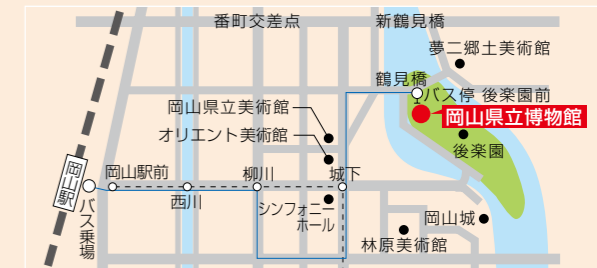 番町交差点
新鶴見橋
夢二郷土美術館
鶴見橋
バス停 後楽園前
岡山県立博物館
岡山県立美術館
オリエント美術館
後楽園
岡山駅
バス乗場
岡山駅前
西川
柳川
城下
シンフォニー
ホール
岡山城
林原美術館